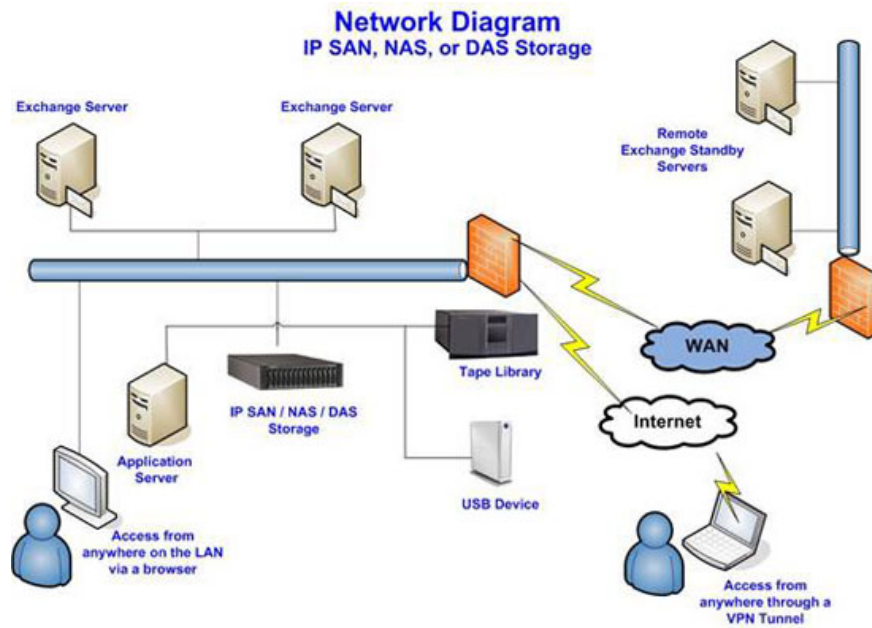 Network Diagram
IP SAN, NAS, or DAS Storage
Exchange Server
Exchange Server
Remote
Exchange Standby
Servers
WAN
Tape Library
IP SAN / NAS / DAS
Storage
Internet
Application
Server
USB Device
Access from
anywhere on the LAN
via a browser
Access from
anywhere through a
VPN Tunnel